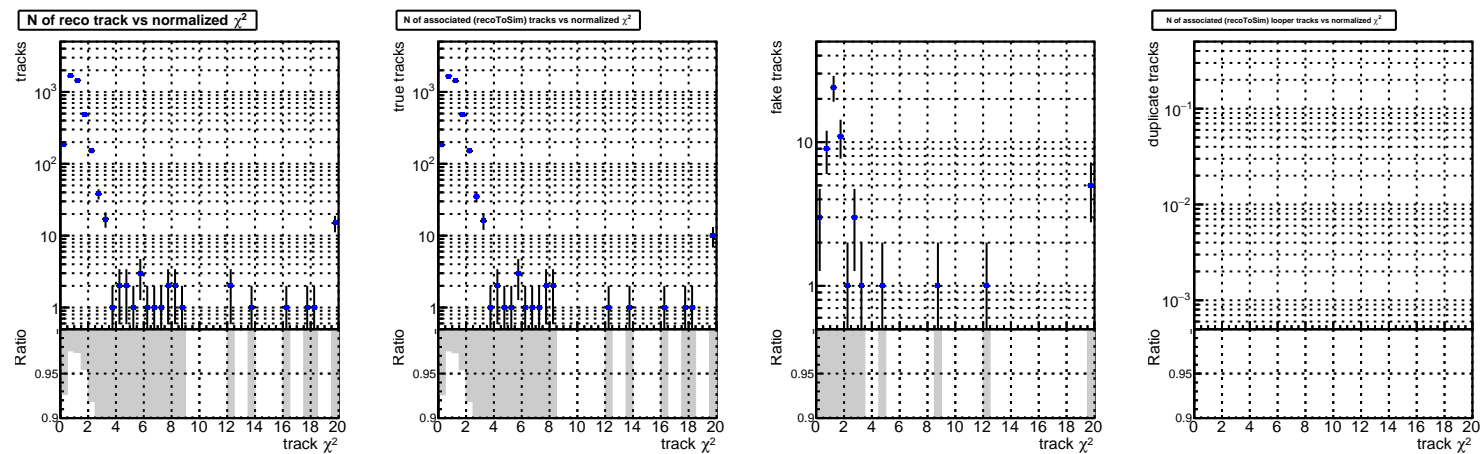 N of reco track vs normalized χ²
tracks
10³
10²
10
1
Ratio
0.95
0.9
0 2 4 6 8 10 12 14 16 18 20
track χ²
N of associated (recoToSim) tracks vs normalized χ²
true tracks
10³
10²
10
1
Ratio
0.95
0.9
0 2 4 6 8 10 12 14 16 18 20
track χ²
fake tracks
10
1
Ratio
0.95
0.9
0 2 4 6 8 10 12 14 16 18 20
track χ²
N of associated (recoToSim) looper tracks vs normalized χ²
duplicate tracks
10⁻¹
10⁻²
10⁻³
Ratio
0.95
0.9
0 2 4 6 8 10 12 14 16 18 20
track χ²